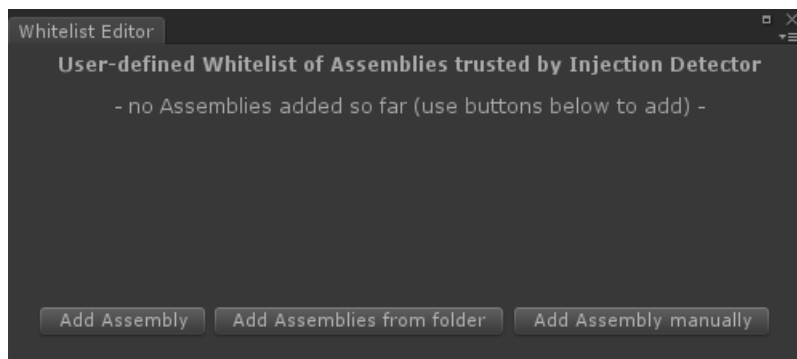 Whitelist Editor
User-defined Whitelist of Assemblies trusted by Injection Detector
- no Assemblies added so far (use buttons below to add) -
Add Assembly Add Assemblies from folder Add Assembly manually